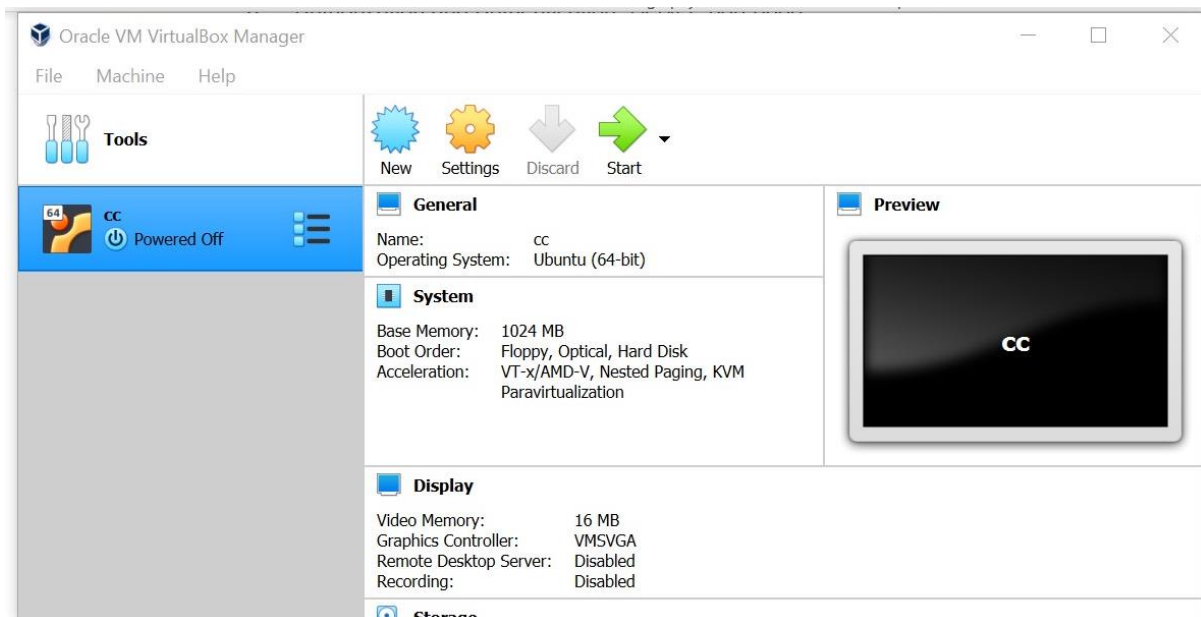 Oracle VM VirtualBox Manager
File Machine Help
Tools
New Settings Discard Start
64
cc
Powered Off
General
Name: cc
Operating System: Ubuntu (64-bit)
System
Base Memory: 1024 MB
Boot Order: Floppy, Optical, Hard Disk
Acceleration: VT-x/AMD-V, Nested Paging, KVM
Paravirtualization
Preview
cc
Display
Video Memory: 16 MB
Graphics Controller: VMSVGA
Remote Desktop Server: Disabled
Recording: Disabled
Storage